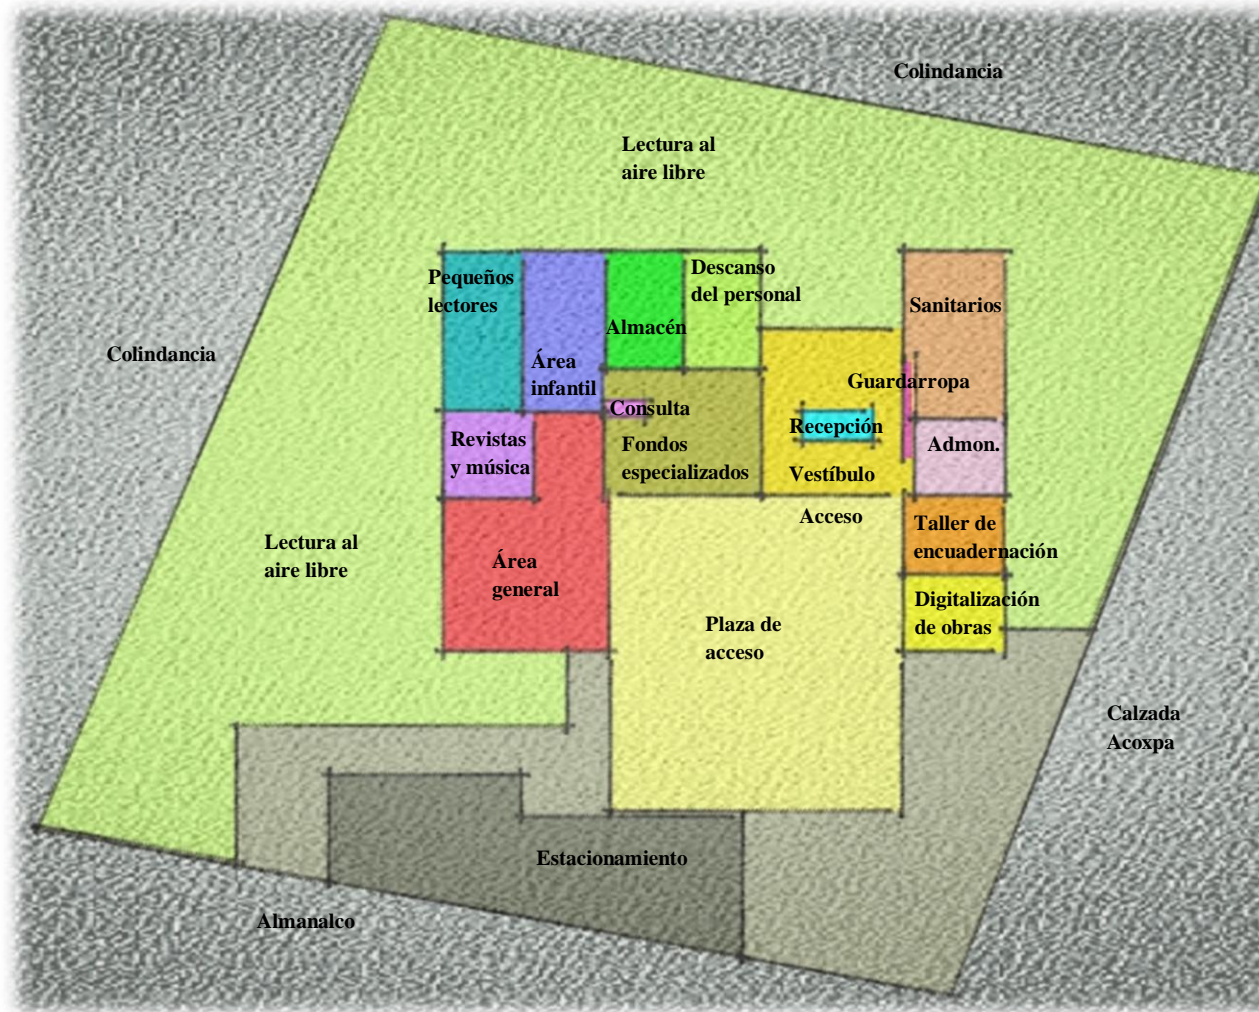 Colindancia
Lectura al
aire libre
Pequeños
lectores
Descanso
del personal
Sanitarios
Almacén
Colindancia
Área
infantil
Guardarropa
Consulta
Recepción
Revistas
y música
Fondos
especializados
Admon.
Vestíbulo
Acceso
Taller de
encuadernación
Lectura al
aire libre
Área
general
Digitalización
de obras
Plaza de
acceso
Calzada
Acoxpa
Estacionamiento
Almanalco